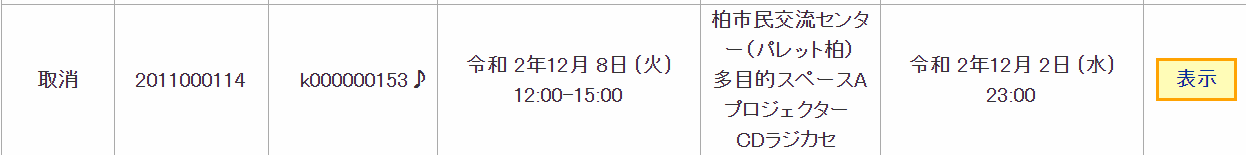 取消
2011000114
k000000153♪
令和 2年12月 8日 (火)
12:00-15:00
柏市民交流センタ
ー(パレット柏)
多目的スペースA
プロジェクター
CDラジカセ
令和 2年12月 2日 (水)
23:00
表示